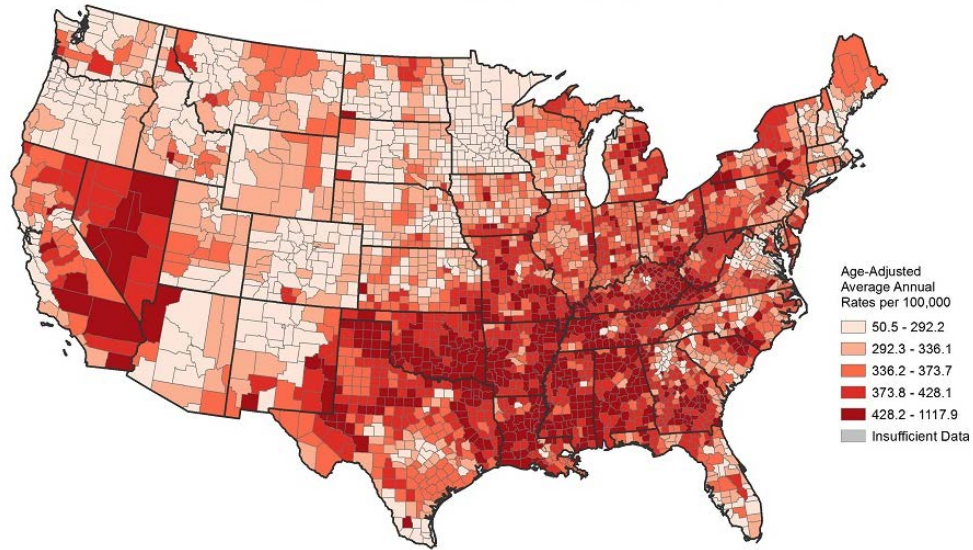 Age-Adjusted
Average Annual
Rates per 100,000
50.5 - 292.2
292.3 - 336.1
336.2 - 373.7
373.8 - 428.1
428.2 - 1117.9
Insufficient Data